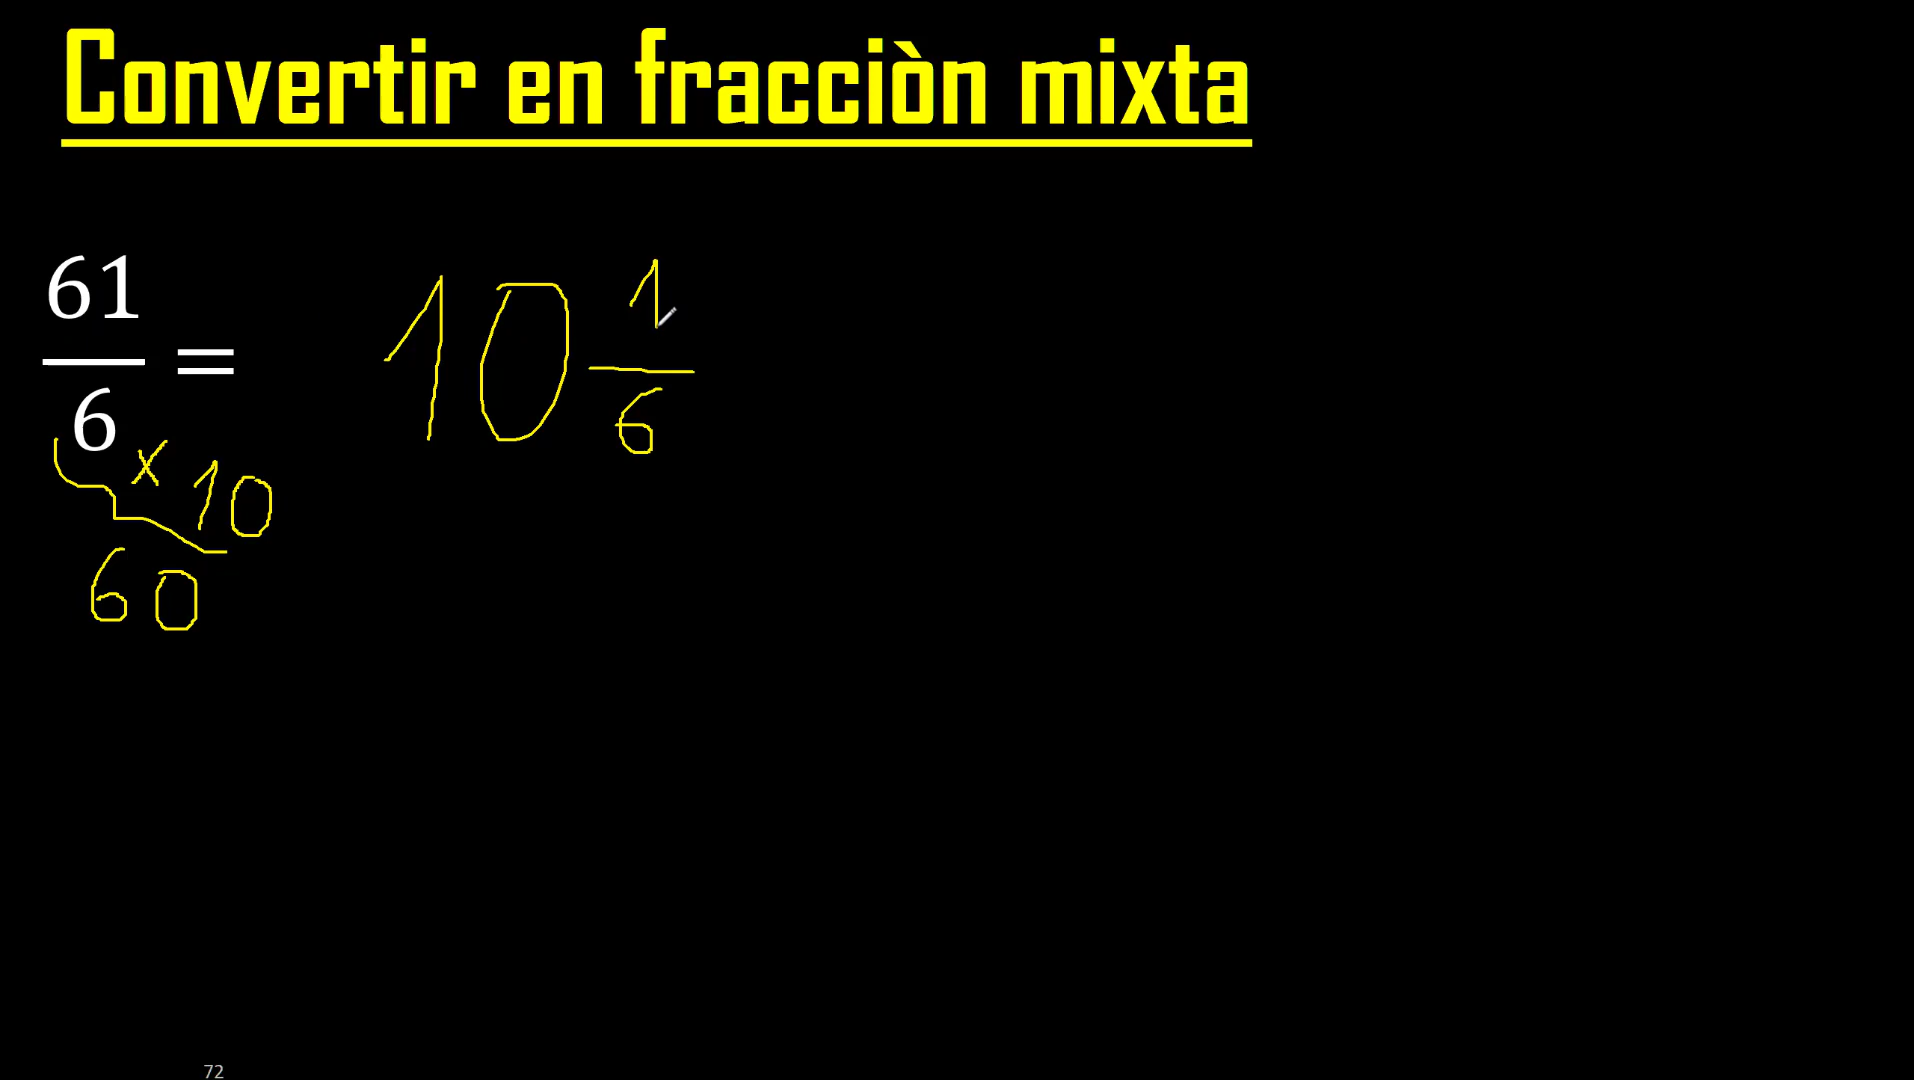 Convertir en fracciòn mixta
61/6 = 10 1/6
x 10
60
72